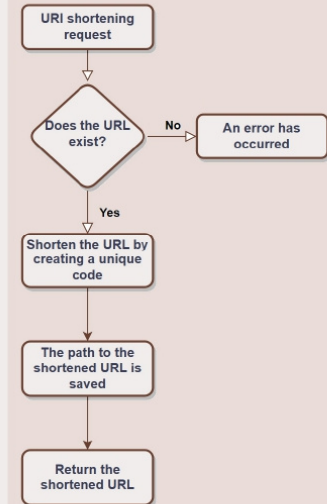 URI shortening
request
Does the URL
exist?
No
An error has
occurred
Yes
Shorten the URL by
creating a unique
code
The path to the
shortened URL is
saved
Return the
shortened URL